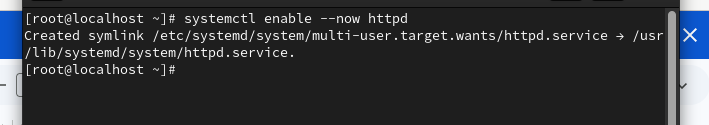 [root@localhost ~]# systemctl enable --now httpd
Created symlink /etc/systemd/system/multi-user.target.wants/httpd.service → /usr
/lib/systemd/system/httpd.service.
[root@localhost ~]#